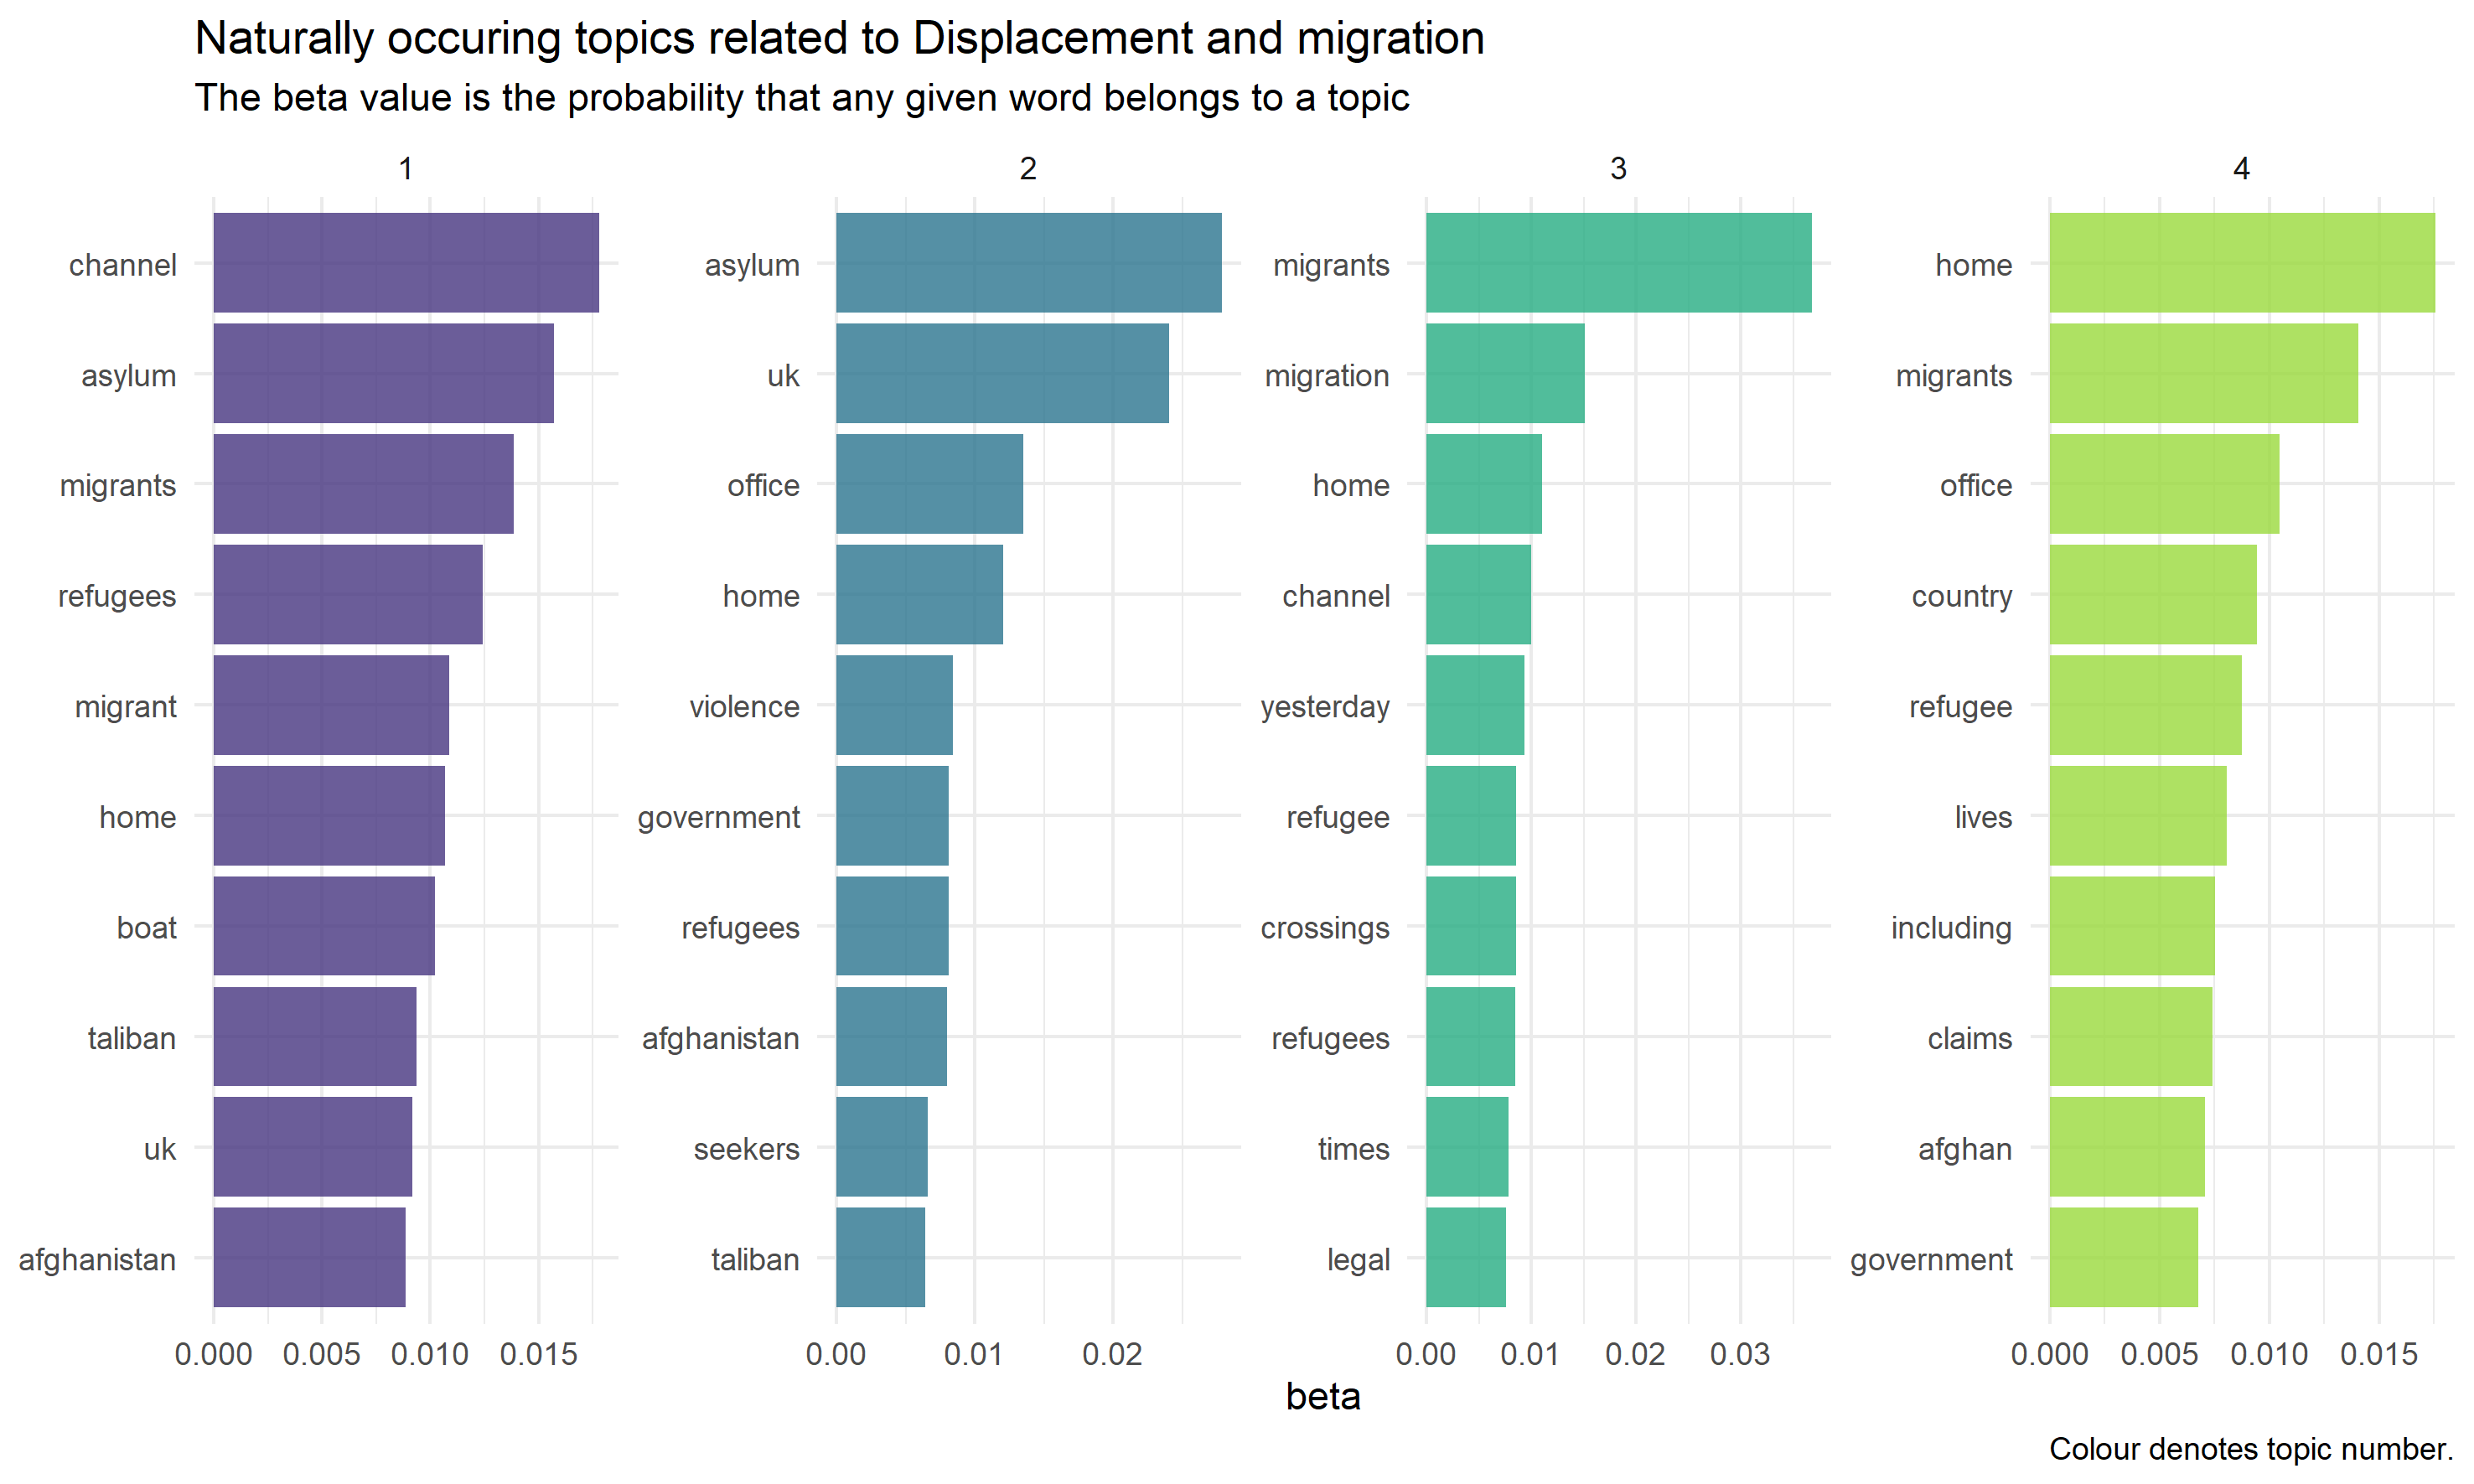 Naturally occuring topics related to Displacement and migration
The beta value is the probability that any given word belongs to a topic
1
channel
asylum
migrants
refugees
migrant
home
boat
taliban
uk
afghanistan
0.000 0.005 0.010 0.015
2
asylum
uk
office
home
violence
government
refugees
afghanistan
seekers
taliban
0.00 0.01 0.02
3
migrants
migration
home
channel
yesterday
refugee
crossings
refugees
times
legal
0.00 0.01 0.02 0.03
4
home
migrants
office
country
refugee
lives
including
claims
afghan
government
0.000 0.005 0.010 0.015
beta
Colour denotes topic number.